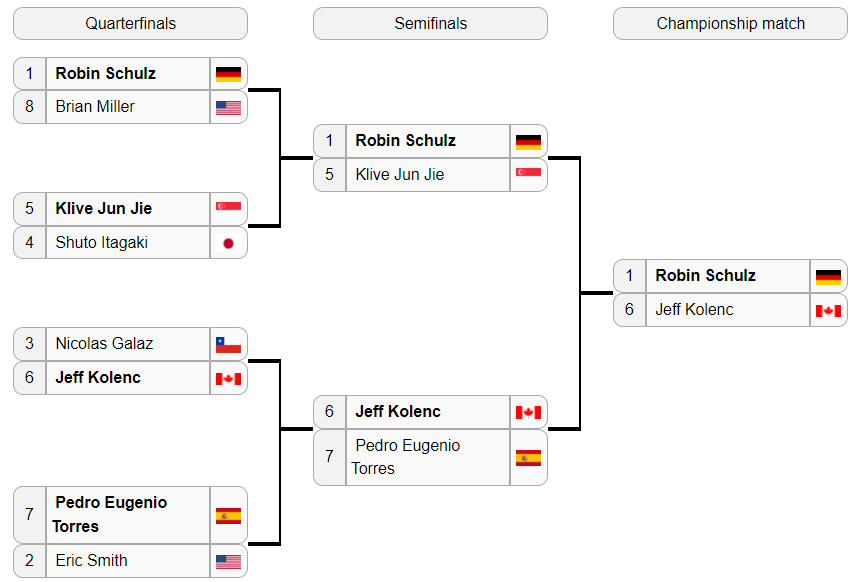 Quarterfinals
Semifinals
Championship match
1 Robin Schulz
8 Brian Miller
5 Klive Jun Jie
4 Shuto Itagaki
3 Nicolas Galaz
6 Jeff Kolenc
7 Pedro Eugenio
Torres
2 Eric Smith
1 Robin Schulz
5 Klive Jun Jie
6 Jeff Kolenc
7 Pedro Eugenio
Torres
1 Robin Schulz
6 Jeff Kolenc